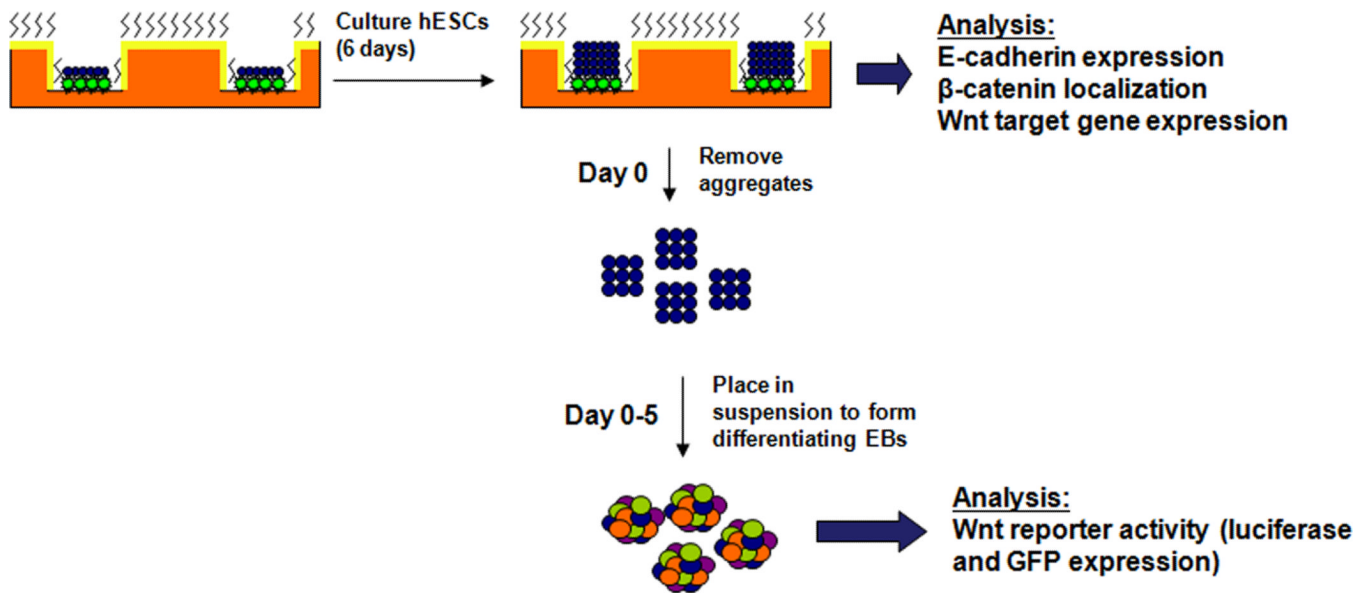 Culture hESCs
(6 days)
Analysis:
E-cadherin expression
β-catenin localization
Wnt target gene expression
Day 0
Remove
aggregates
Day 0-5
Place in
suspension to form
differentiating EBs
Analysis:
Wnt reporter activity (luciferase
and GFP expression)